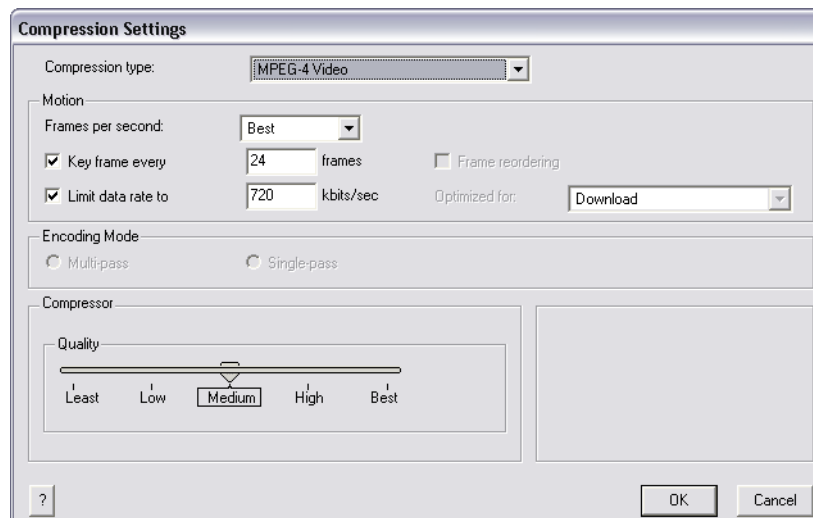 Compression Settings
Compression type: MPEG-4 Video
Motion
Frames per second: Best
Key frame every 24 frames Frame reordering
Limit data rate to 720 kbits/sec Optimized for: Download
Encoding Mode
Multi-pass Single-pass
Compressor
Quality
Least Low Medium High Best
? OK Cancel